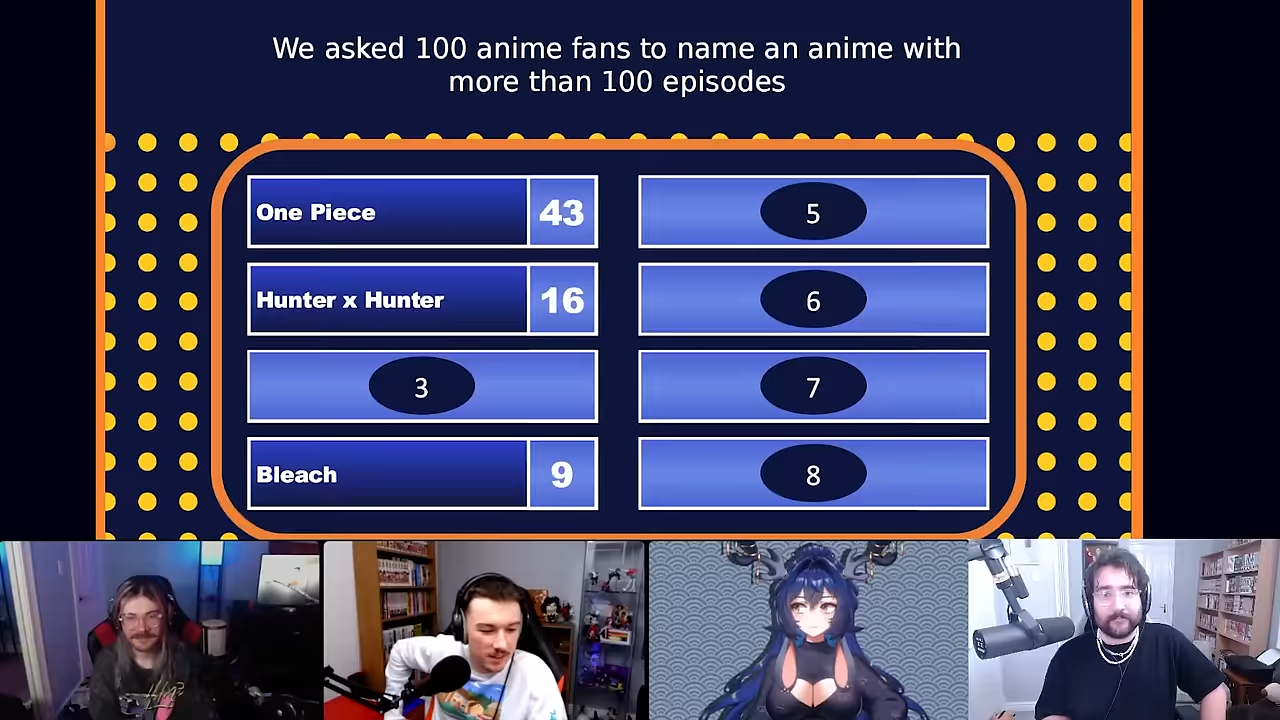 We asked 100 anime fans to name an anime with
more than 100 episodes
One Piece 43
5
Hunter x Hunter 16
6
3
7
Bleach 9
8